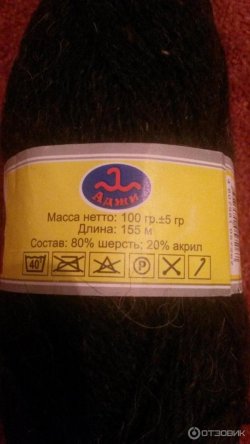 Аджи
Масса нетто: 100 гр.±5 гр
Длина: 155 м
Состав: 80% шерсть; 20% акрил
40°
P
ОТЗОВИК